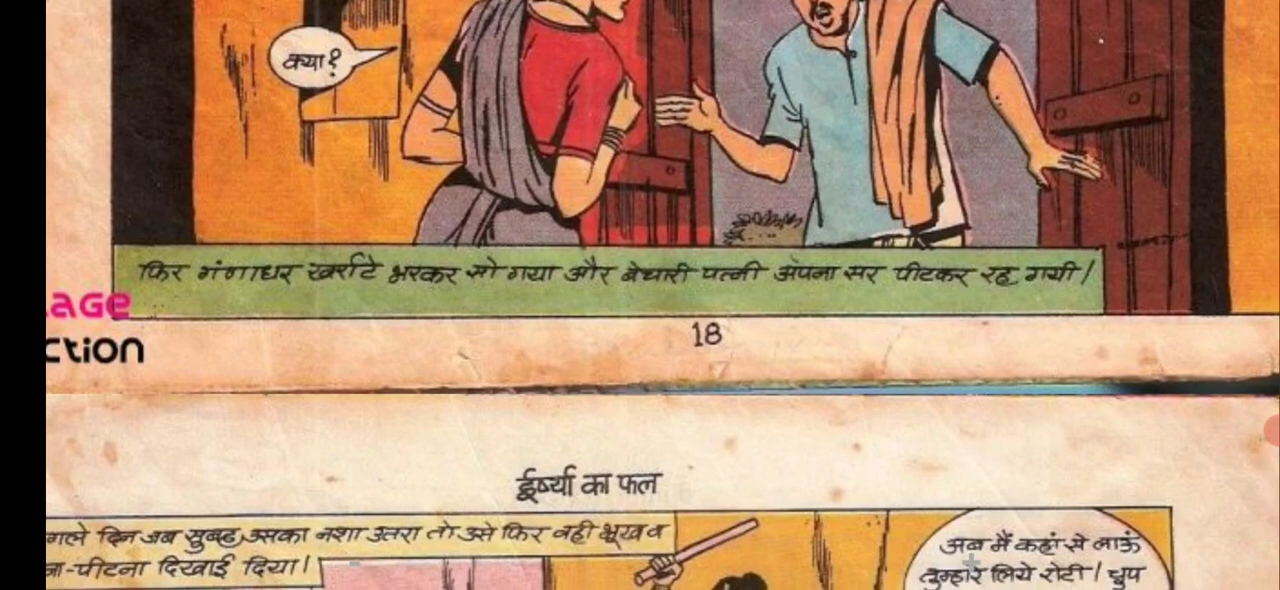 क्या?
फिर गंगाधर खर्राटे भरकर सो गया और बेचारी पत्नी अपना सर पीटकर रह गयी।
age
ction
18
ईर्ष्या का फल
गले दिन जब सुबह उसका नशा उतरा तो उसे फिर वही भूख व
ना-पीटना दिखाई दिया।
अब मैं कहां से लाऊं
तुम्हारे लिये रोटी। चुप